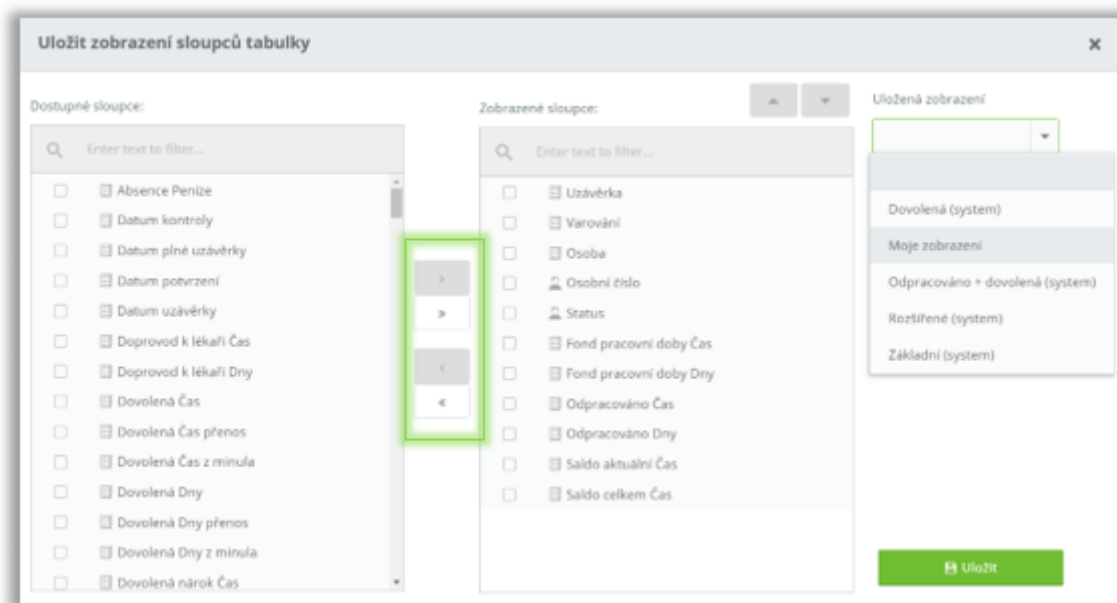 Uložit zobrazení sloupců tabulky
Dostupné sloupce:
Enter text to filter...
Absence Peníze
Datum kontroly
Datum plné uzávěrky
Datum potvrzení
Datum uzávěrky
Doprovod k lékaři Čas
Doprovod k lékaři Dny
Dovolená Čas
Dovolená Čas přenos
Dovolená Čas z minula
Dovolená Dny
Dovolená Dny přenos
Dovolená Dny z minula
Dovolená nárok Čas
Zobrazené sloupce:
Enter text to filter...
Uzávěrka
Varování
Osoba
Osobní číslo
Status
Fond pracovní doby Čas
Fond pracovní doby Dny
Odpracováno Čas
Odpracováno Dny
Saldo aktuální Čas
Saldo celkem Čas
Uložená zobrazení
Dovolená (system)
Moje zobrazení
Odpracováno + dovolená (system)
Rozšířené (system)
Základní (system)
Uložit